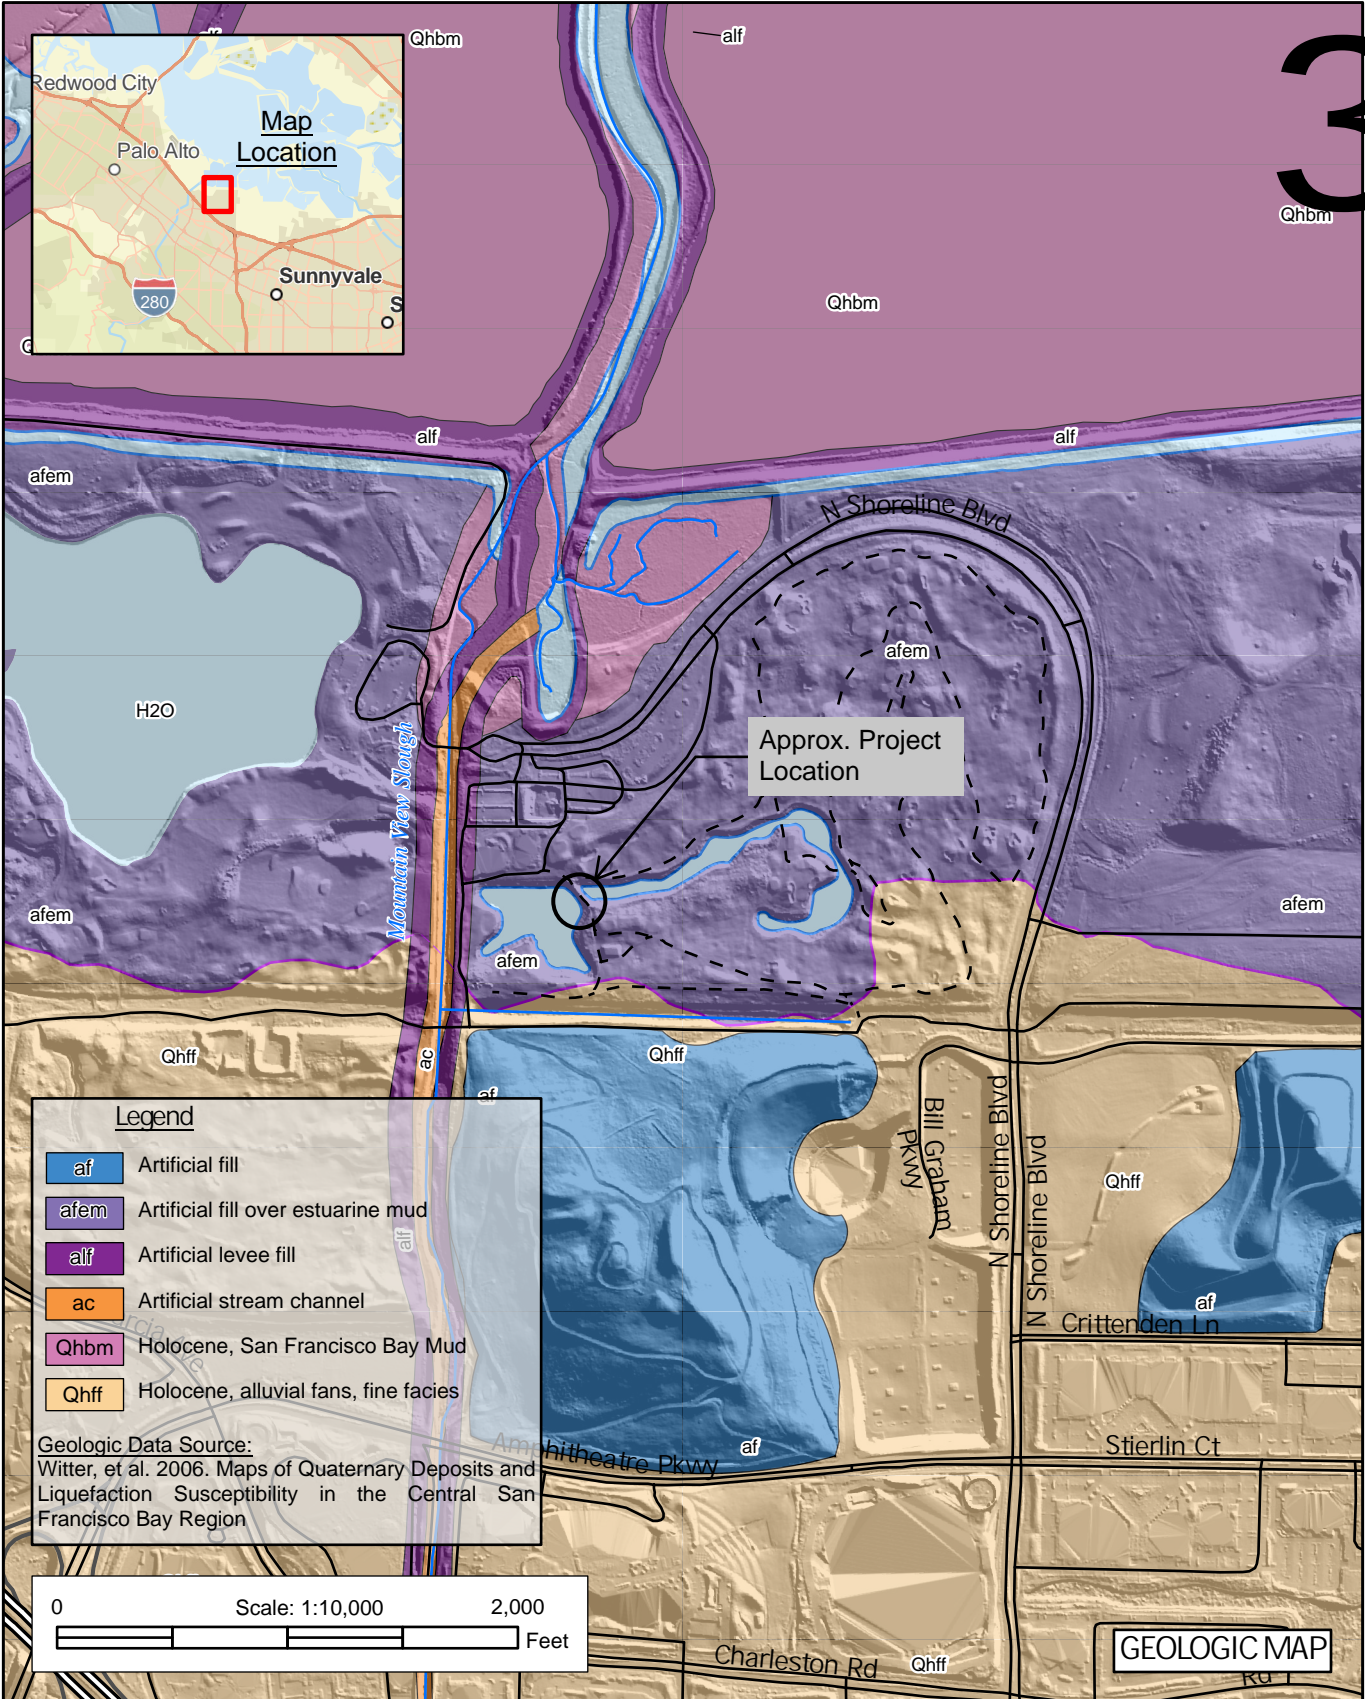 alf
Qhbm
alf
3
Redwood City
Map
Location
Palo Alto
Sunnyvale
280
S
Qhbm
Qhbm
Q
alf
alf
afem
N Shoreline Blvd
afem
H2O
Mountain View Slough
Approx. Project
Location
afem
afem
afem
Qhff
Qhff
ac
af
Bill Graham
Pkwy
N Shoreline Blvd
N Shoreline Blvd
Qhff
af
Crittenden Ln
Legend
af Artificial fill
afem Artificial fill over estuarine mud
alf Artificial levee fill
alf
ac Artificial stream channel
Qhbm Holocene, San Francisco Bay Mud
Qhff Holocene, alluvial fans, fine facies
rcia Ave
Geologic Data Source:
Witter, et al. 2006. Maps of Quaternary Deposits and
Liquefaction Susceptibility in the Central San
Francisco Bay Region
Amphitheatre Pkwy
af
Stierlin Ct
0 Scale: 1:10,000 2,000
Feet
Charleston Rd
Qhff
GEOLOGIC MAP
Rd